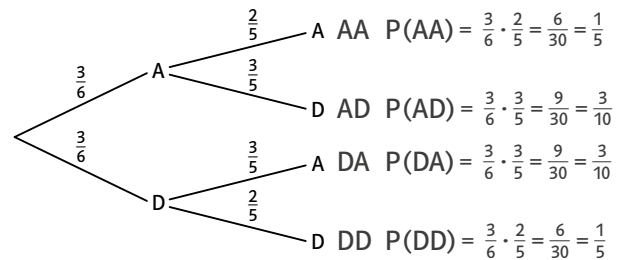 2/5
A AA P(AA) = 3/6 · 2/5 = 6/30 = 1/5
3/6
A
3/5
D AD P(AD) = 3/6 · 3/5 = 9/30 = 3/10
3/6
3/5
A DA P(DA) = 3/6 · 3/5 = 9/30 = 3/10
D
2/5
D DD P(DD) = 3/6 · 2/5 = 6/30 = 1/5